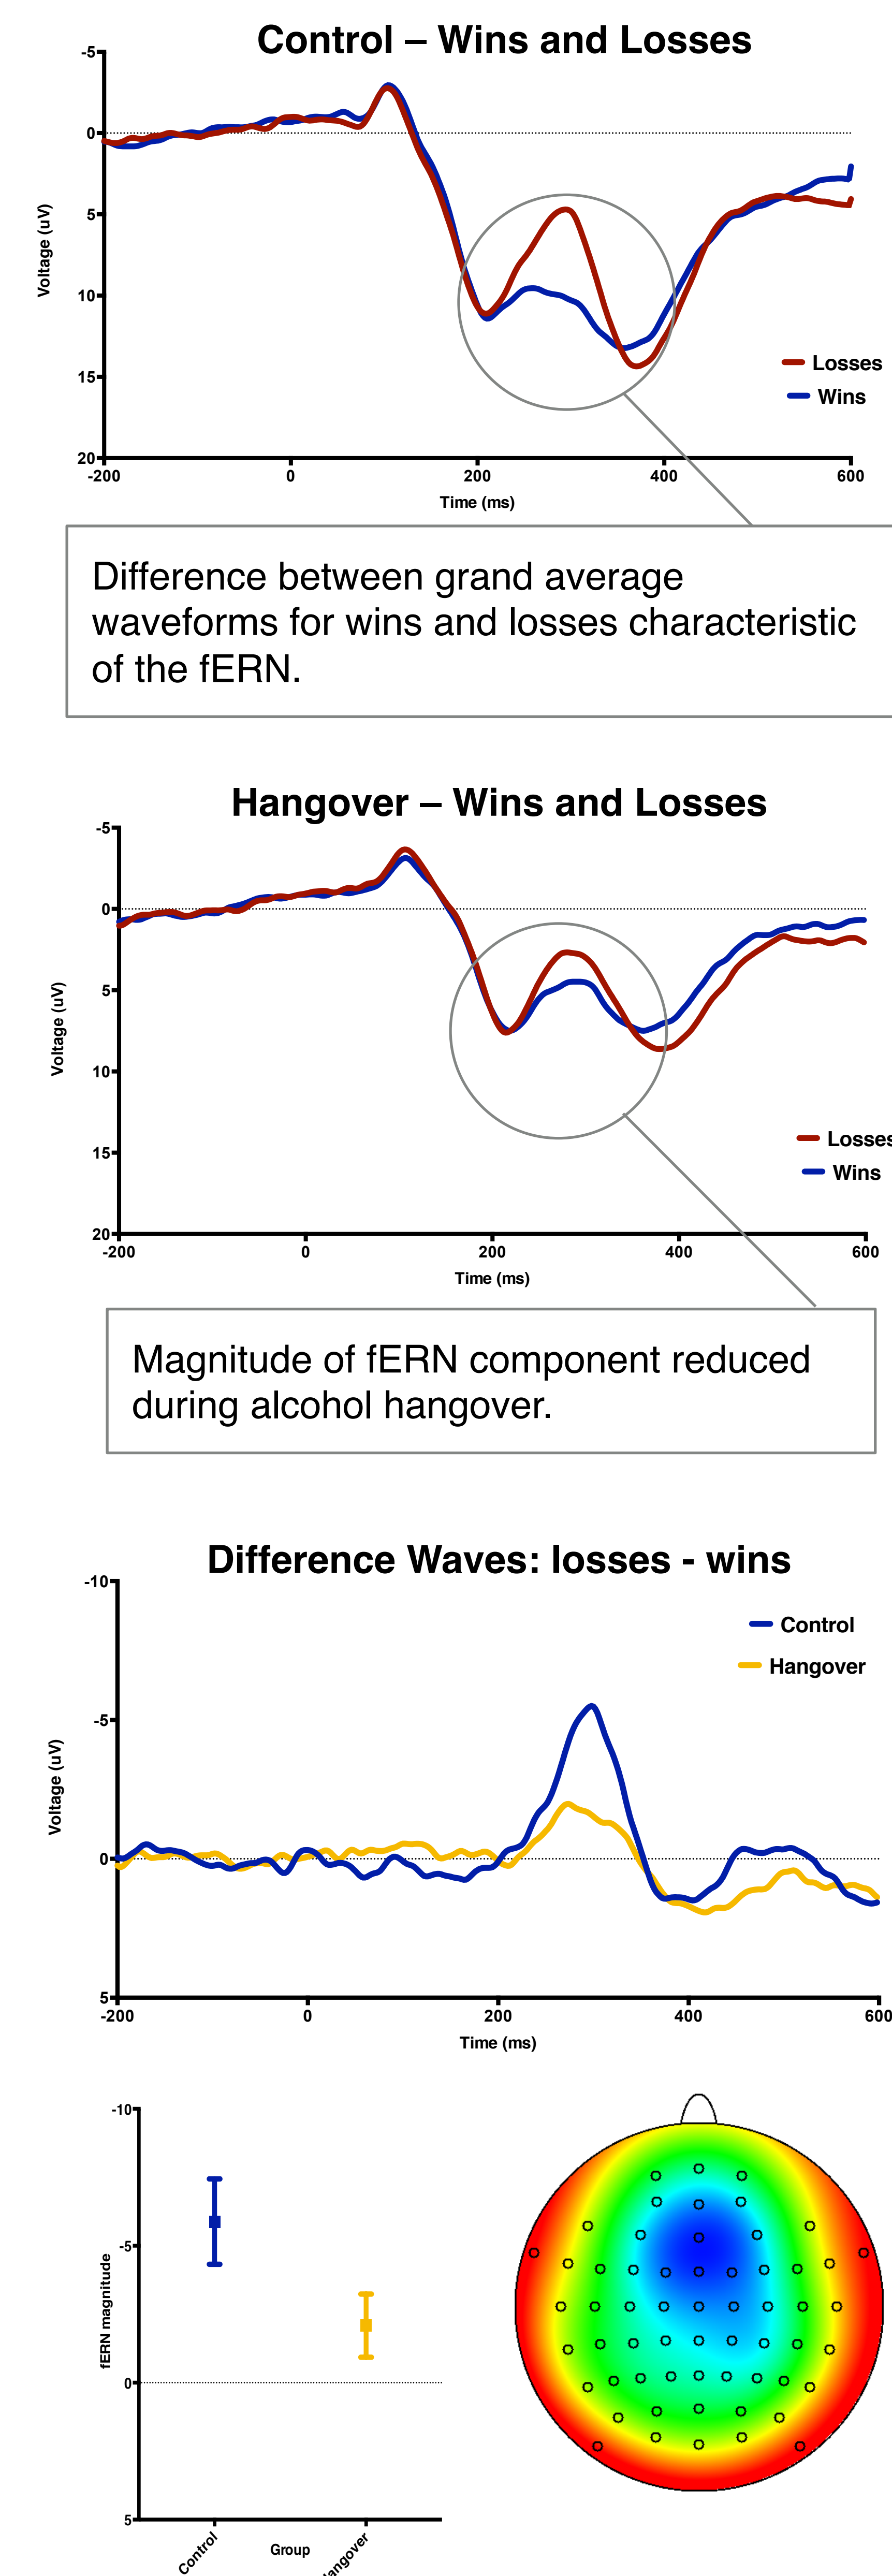 Control – Wins and Losses
-5
0
5
10
15
20
Voltage (uV)
-200
0
200
400
600
Time (ms)
Losses
Wins
Difference between grand average
waveforms for wins and losses characteristic
of the fERN.
Hangover – Wins and Losses
-5
0
5
10
15
20
Voltage (uV)
-200
0
200
400
600
Time (ms)
Losses
Wins
Magnitude of fERN component reduced
during alcohol hangover.
Difference Waves: losses - wins
-10
-5
0
5
Voltage (uV)
Control
Hangover
-200
0
200
400
600
Time (ms)
-10
-5
0
5
fERN magnitude
Control
Group
angover